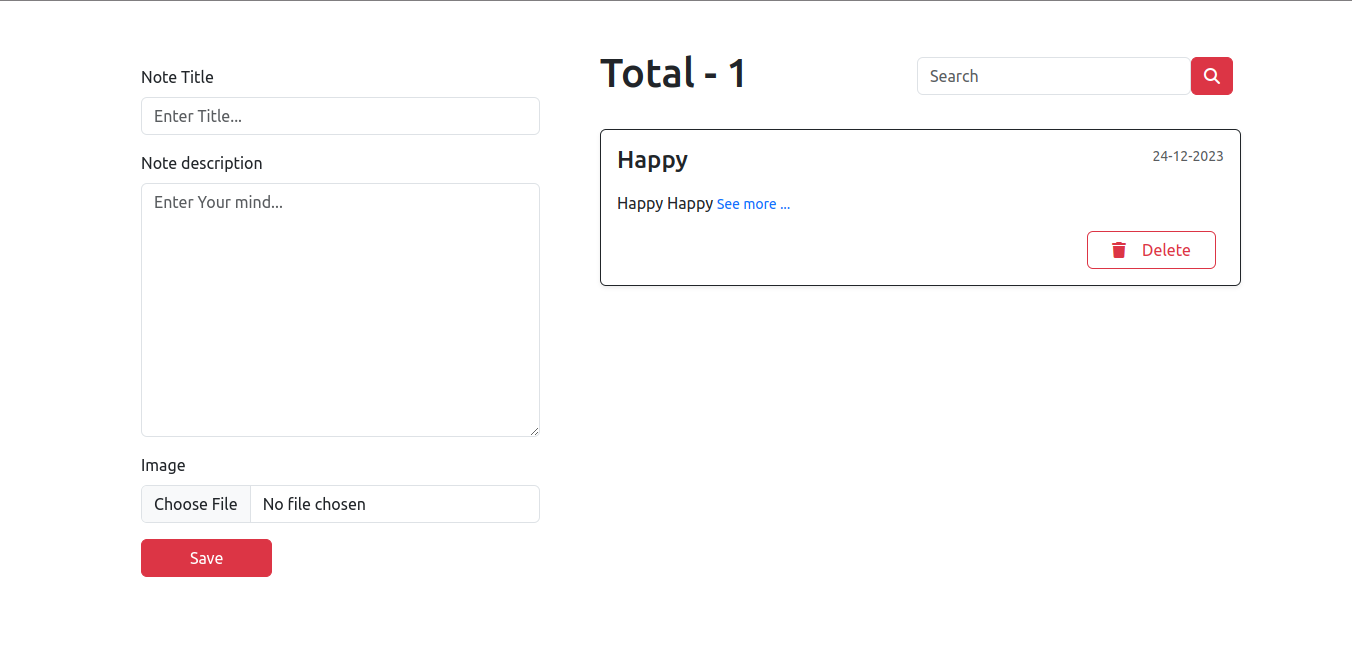 Note Title
Enter Title...
Note description
Enter Your mind...
Image
Choose File No file chosen
Save
Total - 1
Search
Happy
24-12-2023
Happy Happy See more ...
Delete